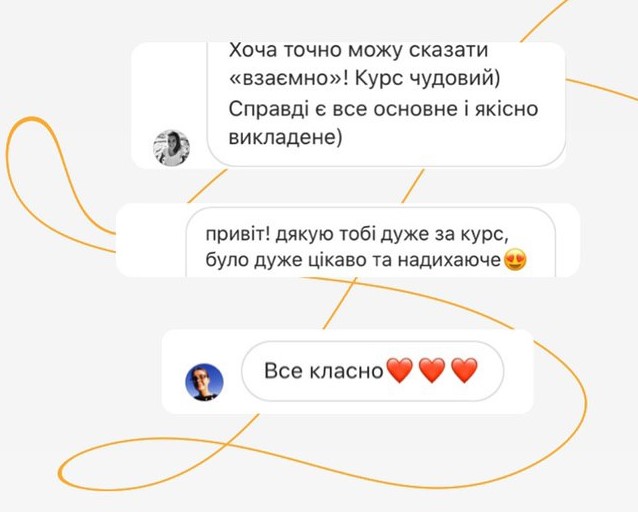 Хоча точно можу сказати
«взаємно»! Курс чудовий)
Справді є все основне і якісно
викладене)
привіт! дякую тобі дуже за курс,
було дуже цікаво та надихаюче😍
Все класно❤️❤️❤️